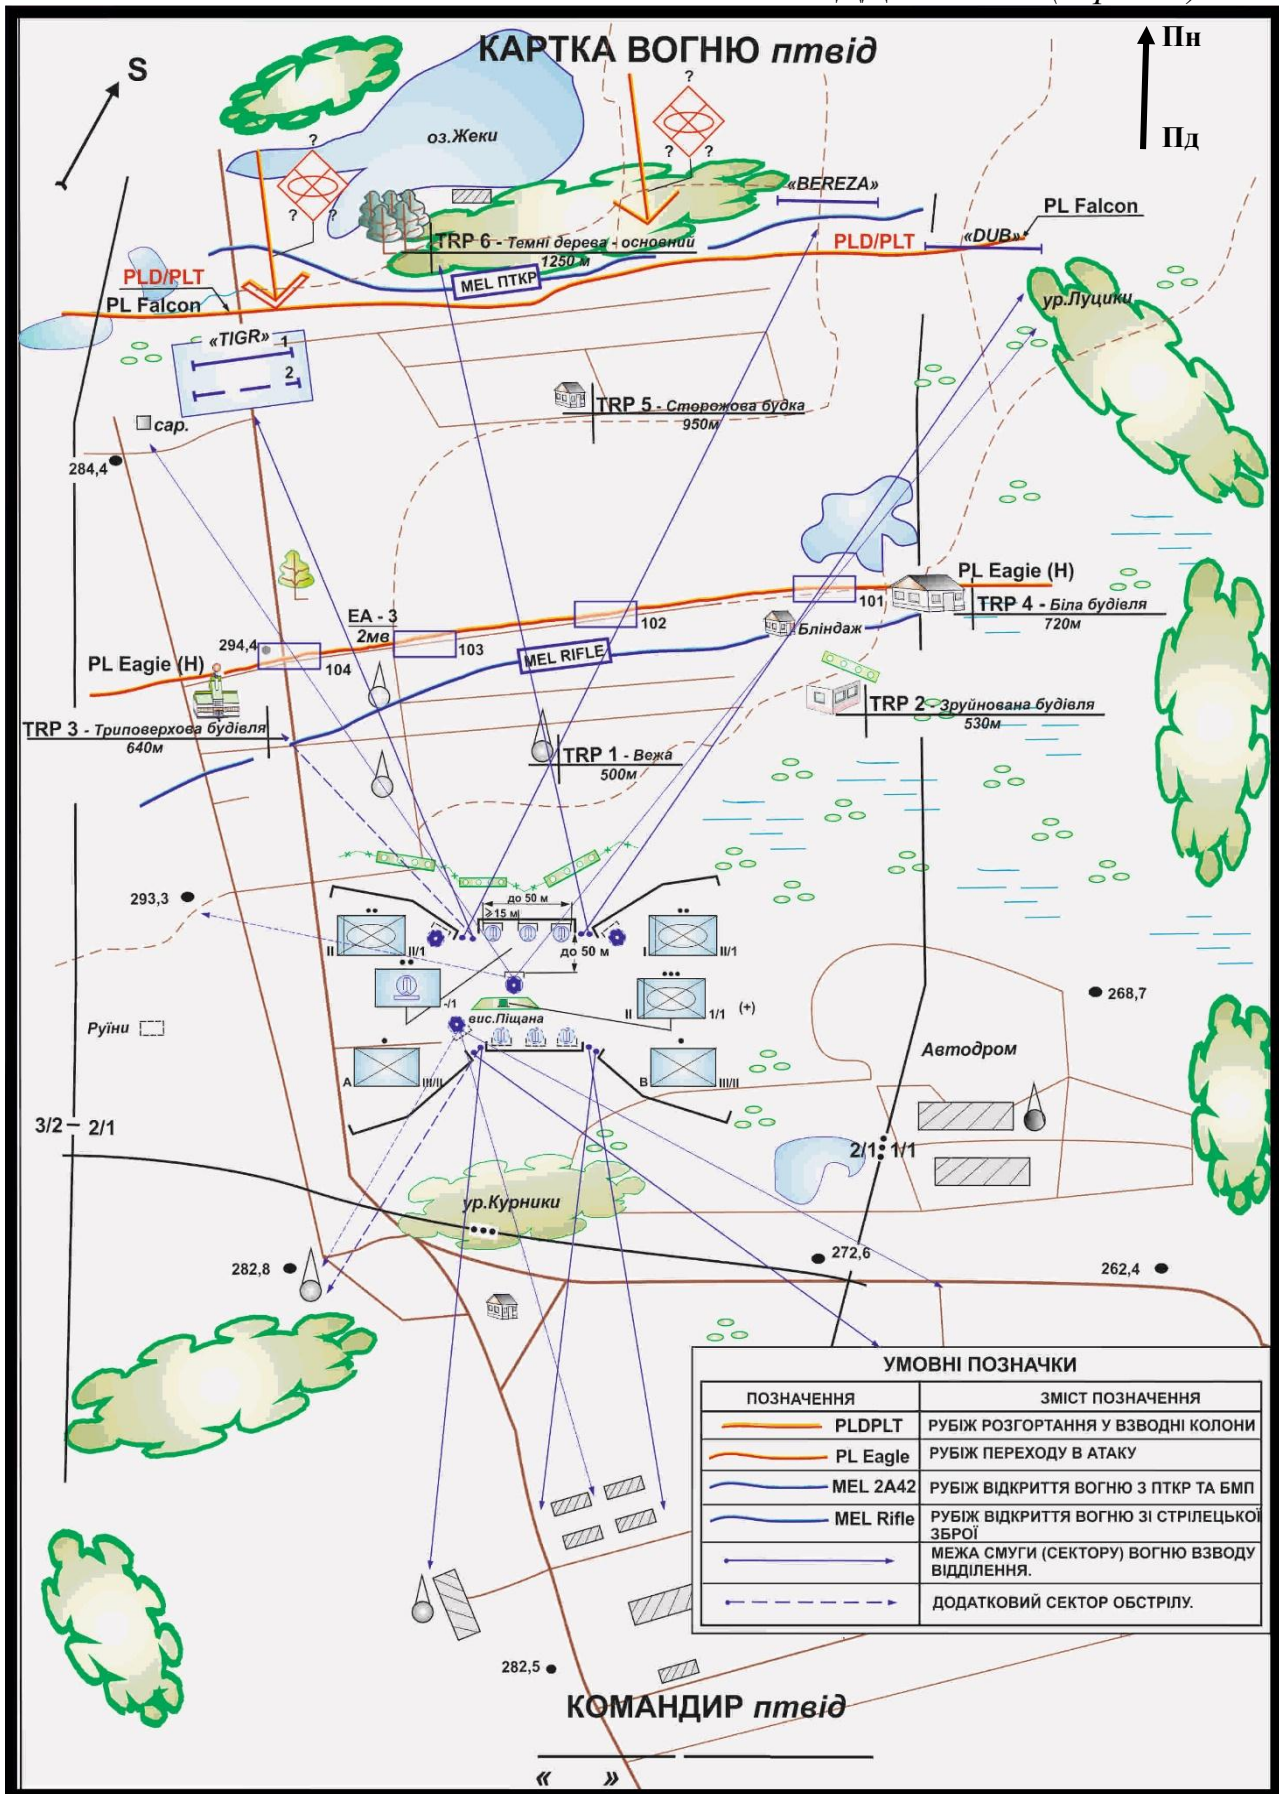 КАРТКА ВОГНЮ птвід
Пн
S
Пд
?
?
?
?
?
?
оз.Жеки
«BEREZA»
PL Falcon
«DUB»
PLD/PLT
TRP 6 - Темні дерева - основний
1250 м
MEL ПТКР
PLD/PLT
PL Falcon
ур.Луцики
«TIGR»
1
2
TRP 5 - Сторожова будка
950м
сар.
284,4
PL Eagie (H)
101
TRP 4 - Біла будівля
720м
EA - 3
2мв
102
Бліндаж
103
294,4
MEL RIFLE
PL Eagie (H)
104
TRP 2 - Зруйнована будівля
530м
TRP 3 - Триповерхова будівля
640м
TRP 1 - Вежа
500м
293,3
до 50 м
≥15 мі
до 50 м
II
II/1
I
II/1
-/1
II
1/1
(+)
268,7
вис.Піщана
Руїни
Автодром
A
III/II
B
III/II
3/2
2/1
2/1
1/1
ур.Курники
282,8
272,6
262,4
УМОВНІ ПОЗНАЧКИ
ПОЗНАЧЕННЯ
ЗМІСТ ПОЗНАЧЕННЯ
PLDPLT
РУБІЖ РОЗГОРТАННЯ У ВЗВОДНІ КОЛОНИ
PL Eagle
РУБІЖ ПЕРЕХОДУ В АТАКУ
MEL 2A42
РУБІЖ ВІДКРИТТЯ ВОГНЮ З ПТКР ТА БМП
MEL Rifle
РУБІЖ ВІДКРИТТЯ ВОГНЮ ЗІ СТРІЛЕЦЬКОЇ
ЗБРОЇ
МЕЖА СМУГИ (СЕКТОРУ) ВОГНЮ ВЗВОДУ
ВІДДІЛЕННЯ.
ДОДАТКОВИЙ СЕКТОР ОБСТРІЛУ.
282,5
КОМАНДИР птвід
« »